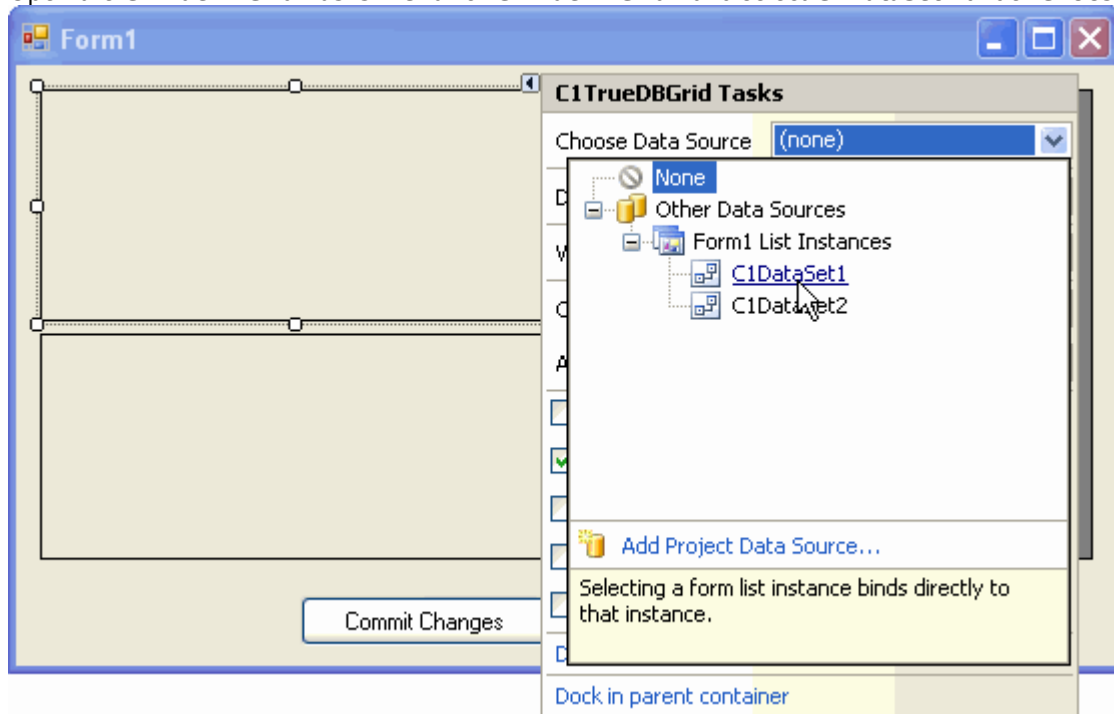 Form1
C1TrueDBGrid Tasks
Choose Data Source (none)
None
D
Other Data Sources
V
Form1 List Instances
C1DataSet1
C
C1DataSet2
A
Add Project Data Source...
Selecting a form list instance binds directly to
that instance.
Commit Changes
D
Dock in parent container